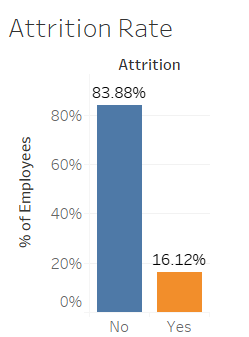 Attrition Rate
Attrition
83.88%
80%
60%
40%
20%
16.12%
0%
% of Employees
No Yes